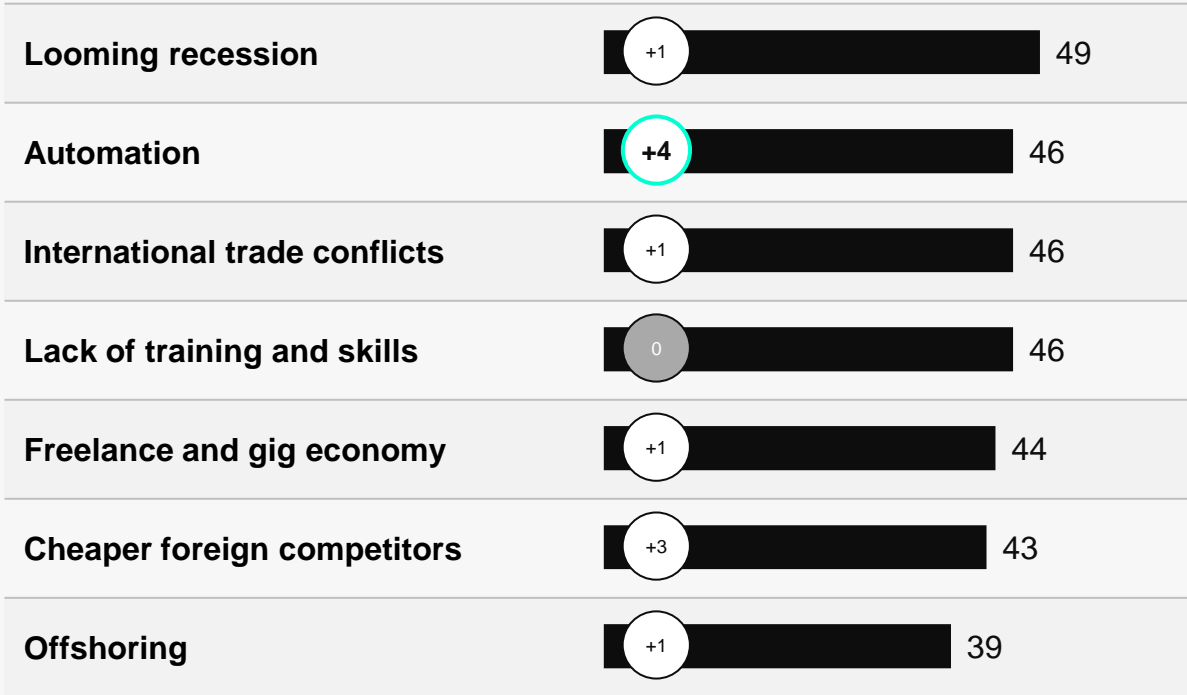 Looming recession +1 49
Automation +4 46
International trade conflicts +1 46
Lack of training and skills 0 46
Freelance and gig economy +1 44
Cheaper foreign competitors +3 43
Offshoring +1 39